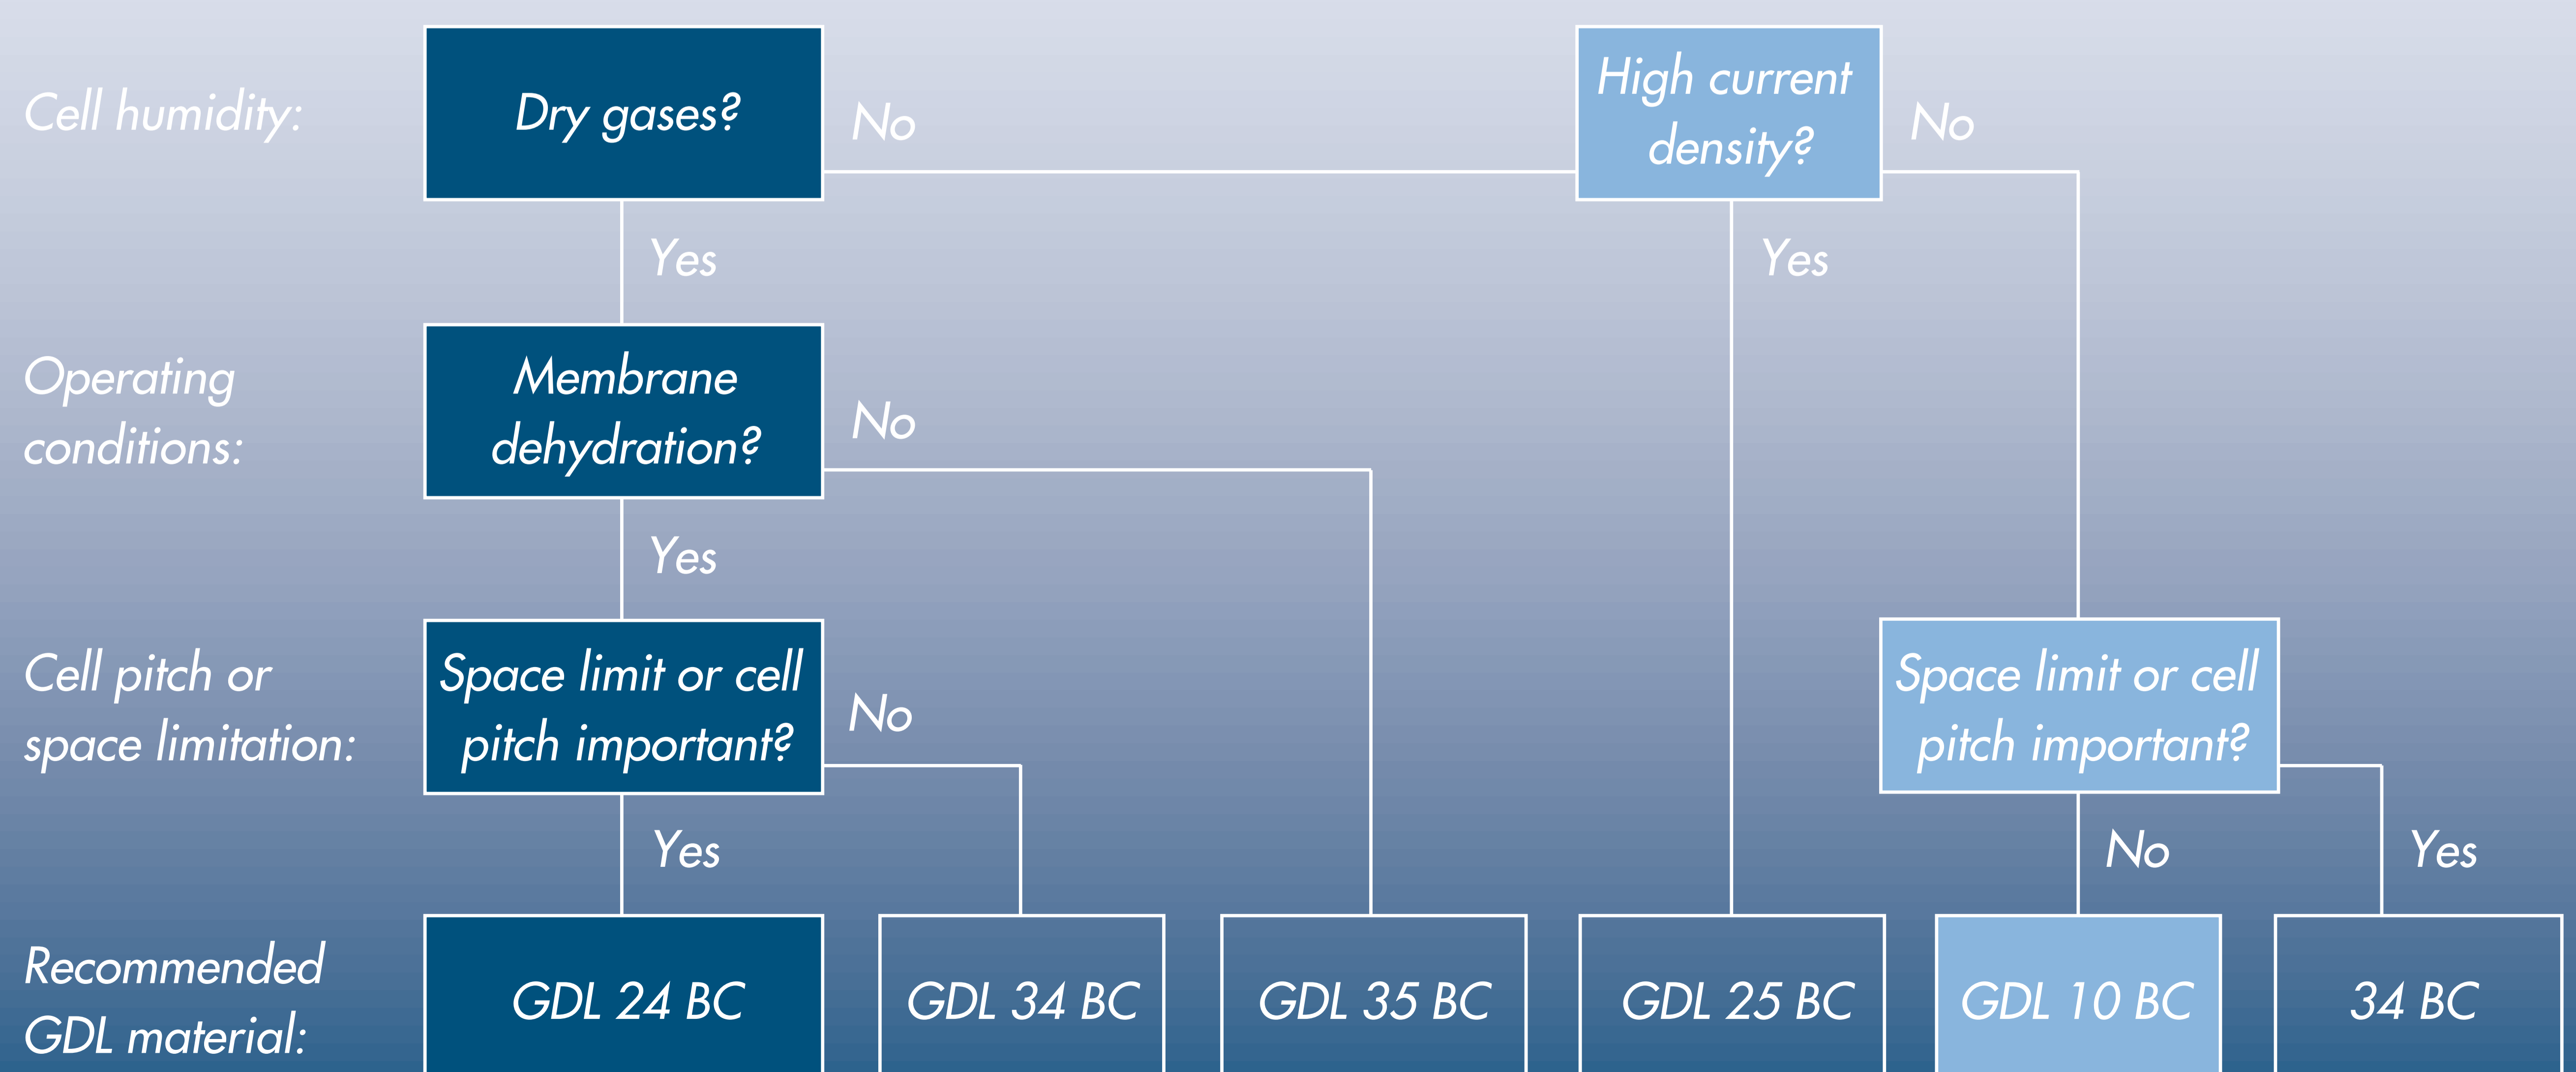 Cell humidity:
Dry gases?
No
High current
density?
No
Yes
Yes
Operating
conditions:
Membrane
dehydration?
No
Yes
Cell pitch or
space limitation:
Space limit or cell
pitch important?
No
Space limit or cell
pitch important?
Yes
No
Yes
Recommended
GDL material:
GDL 24 BC
GDL 34 BC
GDL 35 BC
GDL 25 BC
GDL 10 BC
34 BC